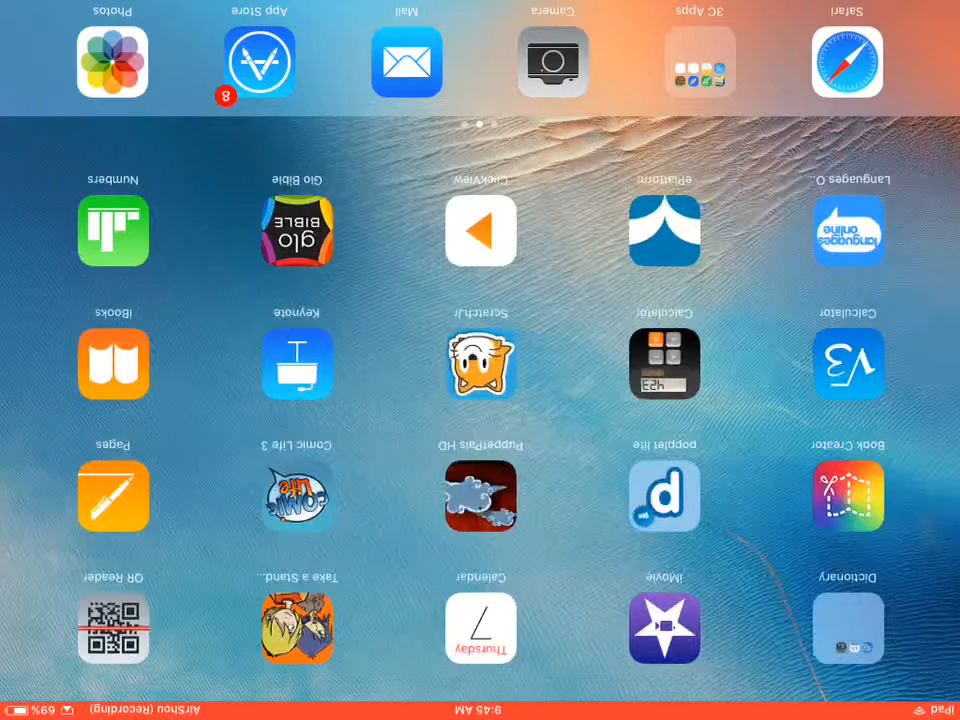 iPad 9:45 AM AirShou (Recording) 69%
Thursday
7
Dictionary iMovie Calendar Take a Stand... QR Reader
p
COMIC Life
Book Creator popplet lite PuppetPals HD Comic Life 3 Pages
Calculator Calculator ScratchJr Keynote iBooks
languages online
glo BIBLE
Languages O... ePlatform ClickView Glo Bible Numbers
8
Safari 3C Apps Camera Mail App Store Photos